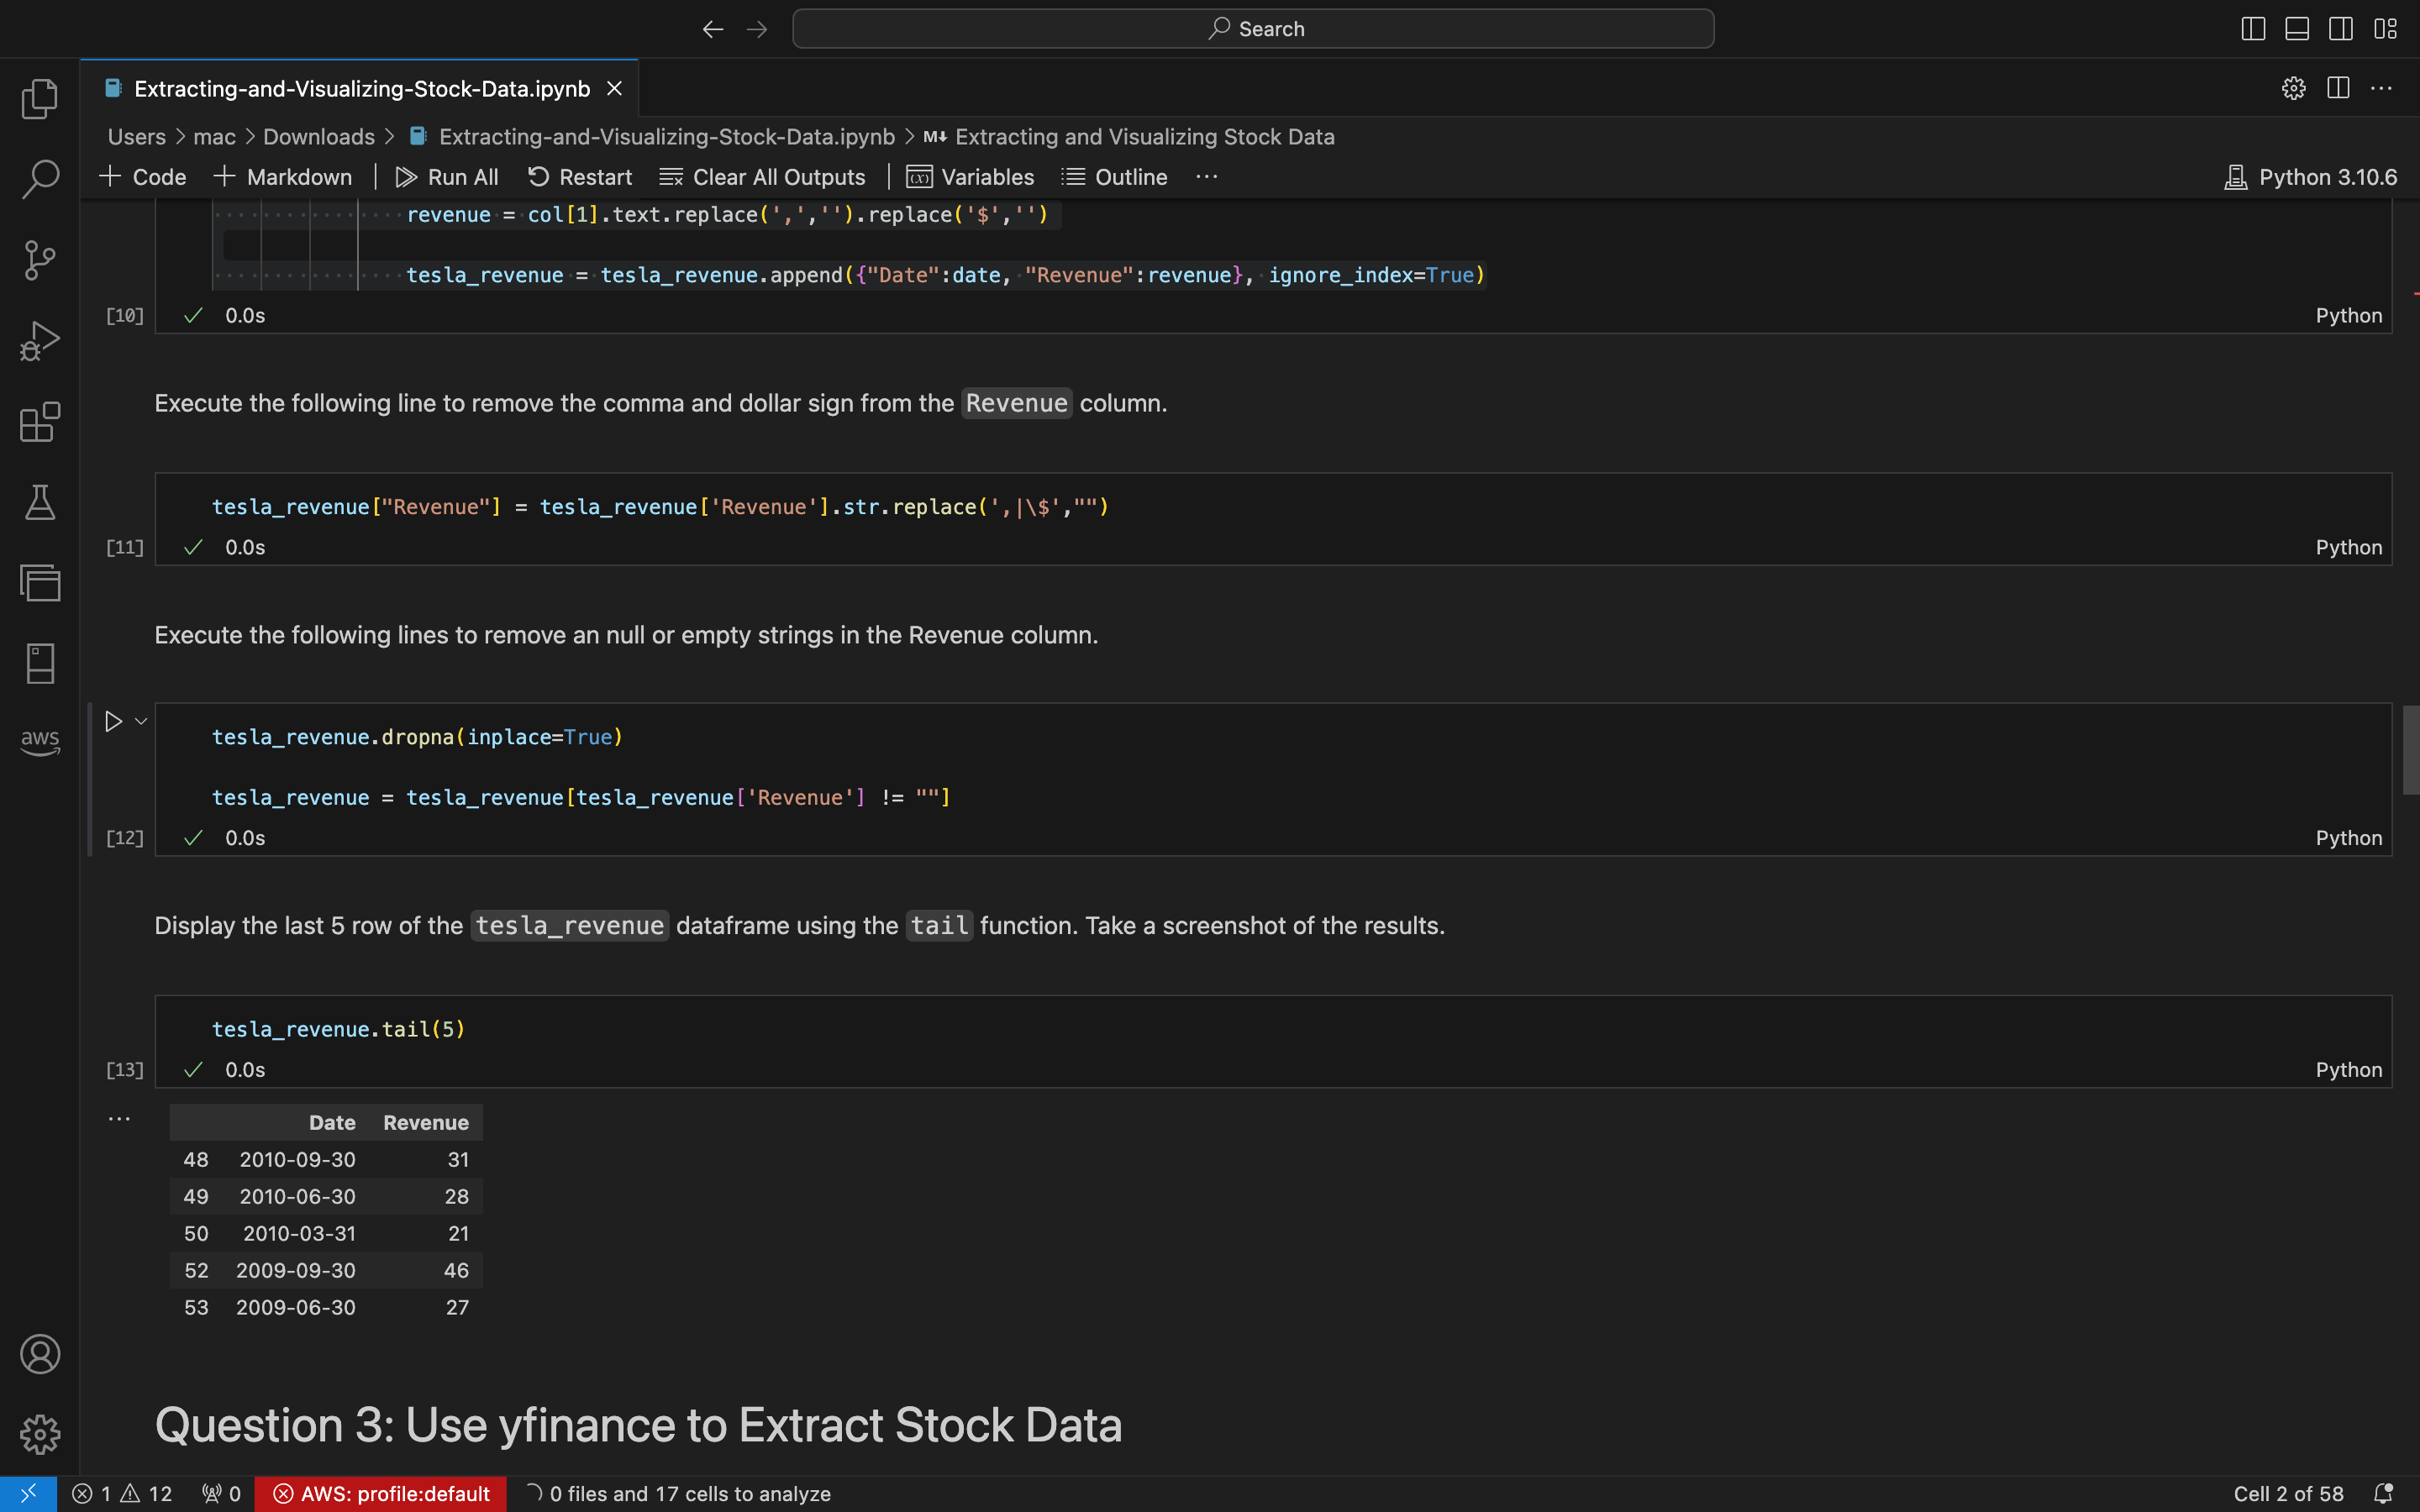 Search
Extracting-and-Visualizing-Stock-Data.ipynb
Users > mac > Downloads > Extracting-and-Visualizing-Stock-Data.ipynb > M↓ Extracting and Visualizing Stock Data
+ Code + Markdown | Run All Restart Clear All Outputs | Variables Outline ... Python 3.10.6
revenue = col[1].text.replace(',','').replace('$','')
tesla_revenue = tesla_revenue.append({"Date":date, "Revenue":revenue}, ignore_index=True)
[10] ✓ 0.0s Python
Execute the following line to remove the comma and dollar sign from the Revenue column.
tesla_revenue["Revenue"] = tesla_revenue['Revenue'].str.replace(',|\$',"")
[11] ✓ 0.0s Python
Execute the following lines to remove an null or empty strings in the Revenue column.
tesla_revenue.dropna(inplace=True)
tesla_revenue = tesla_revenue[tesla_revenue['Revenue'] != ""]
[12] ✓ 0.0s Python
Display the last 5 row of the tesla_revenue dataframe using the tail function. Take a screenshot of the results.
tesla_revenue.tail(5)
[13] ✓ 0.0s Python
... Date Revenue
48 2010-09-30 31
49 2010-06-30 28
50 2010-03-31 21
52 2009-09-30 46
53 2009-06-30 27
Question 3: Use yfinance to Extract Stock Data
aws
1 12 0 AWS: profile:default 0 files and 17 cells to analyze Cell 2 of 58